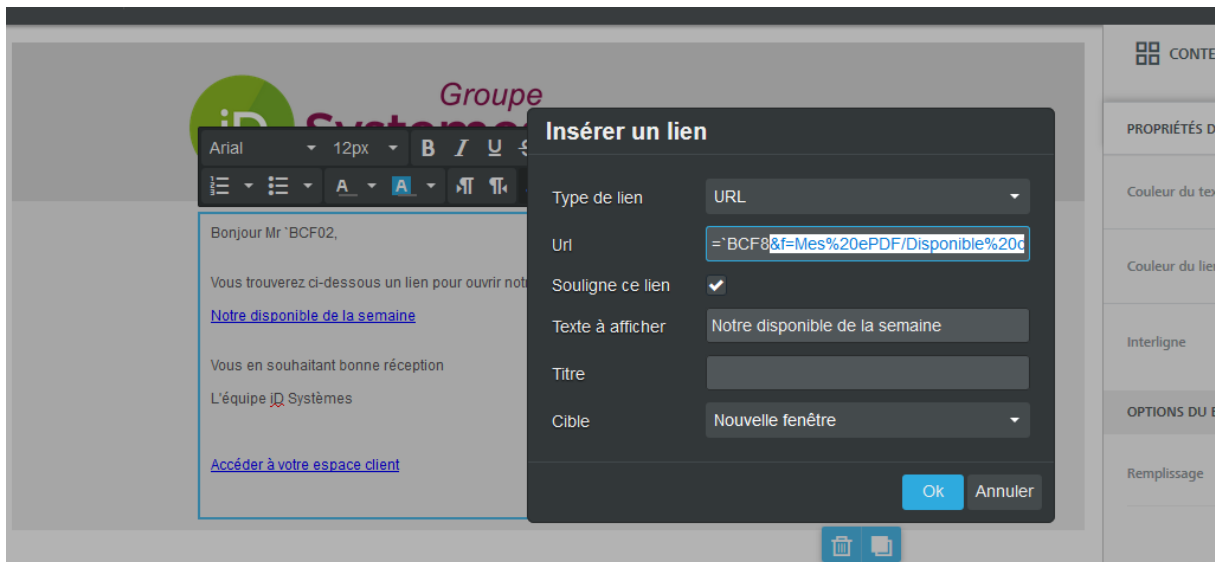 CONTE
Groupe
iD
Insérer un lien
PROPRIÉTÉS D
Arial 12px B I U
Type de lien URL
Couleur du tex
Bonjour Mr `BCF02,
Url =`BCF8&f=Mes%20ePDF/Disponible%20
Couleur du lie
Vous trouverez ci-dessous un lien pour ouvrir
Souligne ce lien
Notre disponible de la semaine
Texte à afficher Notre disponible de la semaine
Interligne
Vous en souhaitant bonne réception
Titre
L'équipe iD Systèmes
Cible Nouvelle fenêtre
OPTIONS DU
Accéder à votre espace client
Remplissage
Ok Annuler